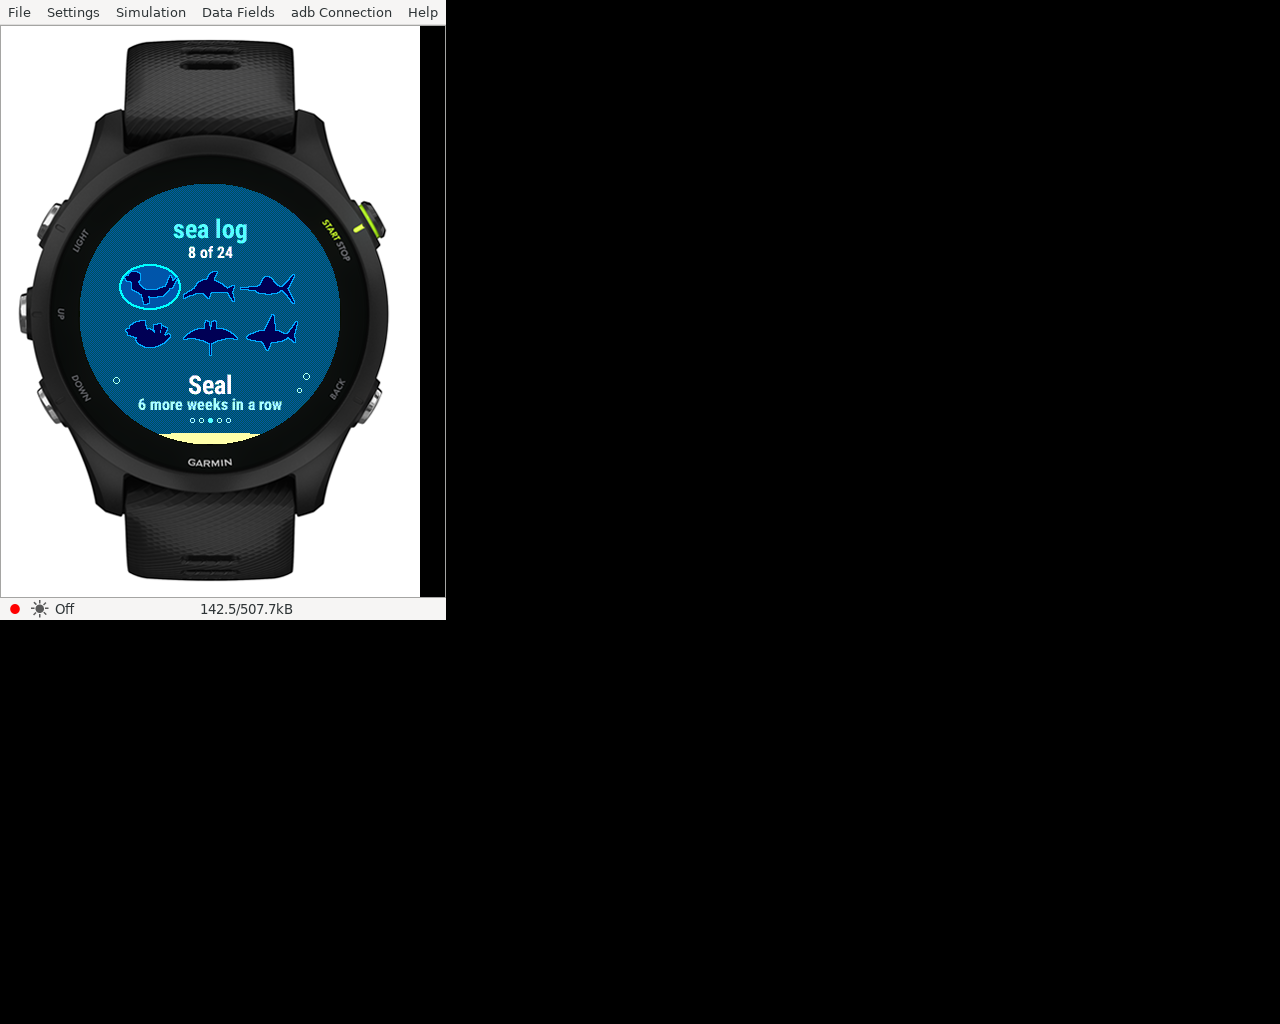 File Settings Simulation Data Fields adb Connection Help
LIGHT
START STOP
sea log
8 of 24
UP
DOWN
BACK
Seal
6 more weeks in a row
GARMIN
Off 142.5/507.7kB